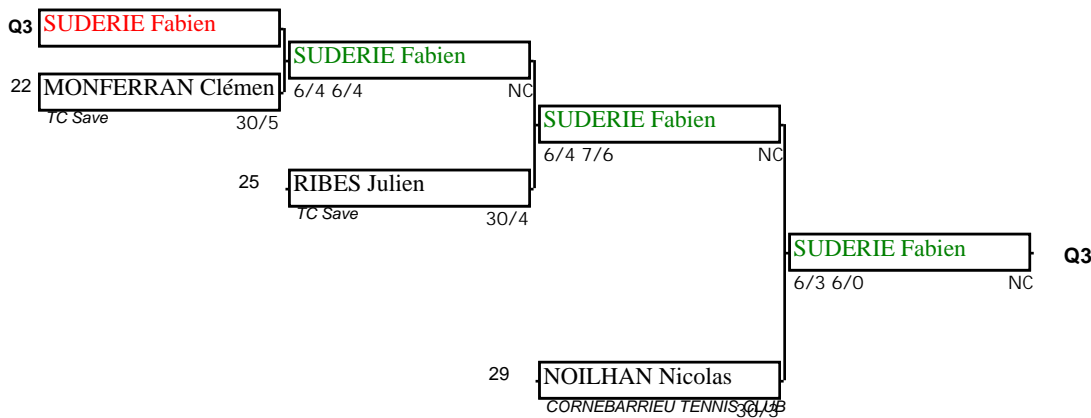 Q3 SUDERIE Fabien
SUDERIE Fabien
22 MONFERRAN Clémen
6/4 6/4 NC
TC Save 30/5
SUDERIE Fabien
6/4 7/6 NC
25 RIBES Julien
TC Save 30/4
SUDERIE Fabien Q3
6/3 6/0 NC
29 NOILHAN Nicolas
CORNEBARRIEU TENNIS CLUB 30/3